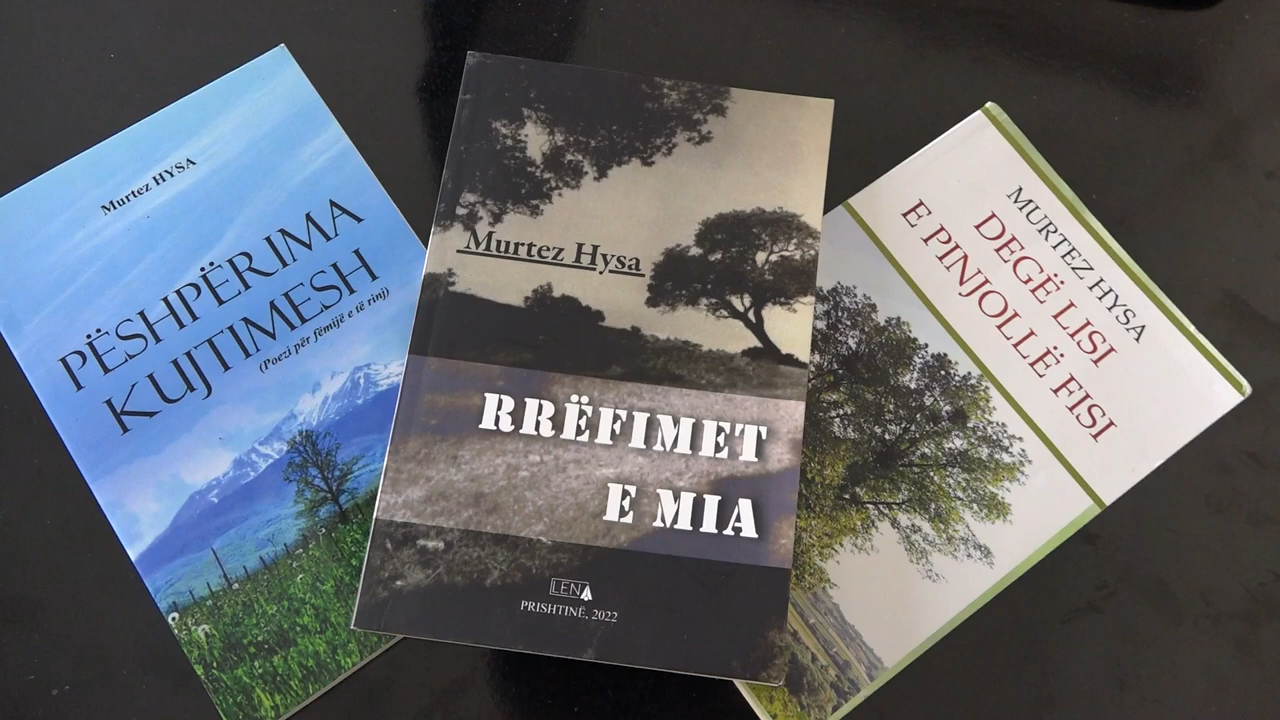 Murtez HYSA
PËSHPËRIMA
KUJTIMESH
(Poezi për fëmijë e të rinj)
Murtez Hysa
RRËFIMET
E MIA
LENA
PRISHTINË, 2022
MURTEZ HYSA
DEGË LISI
E PINJOLLË FISI